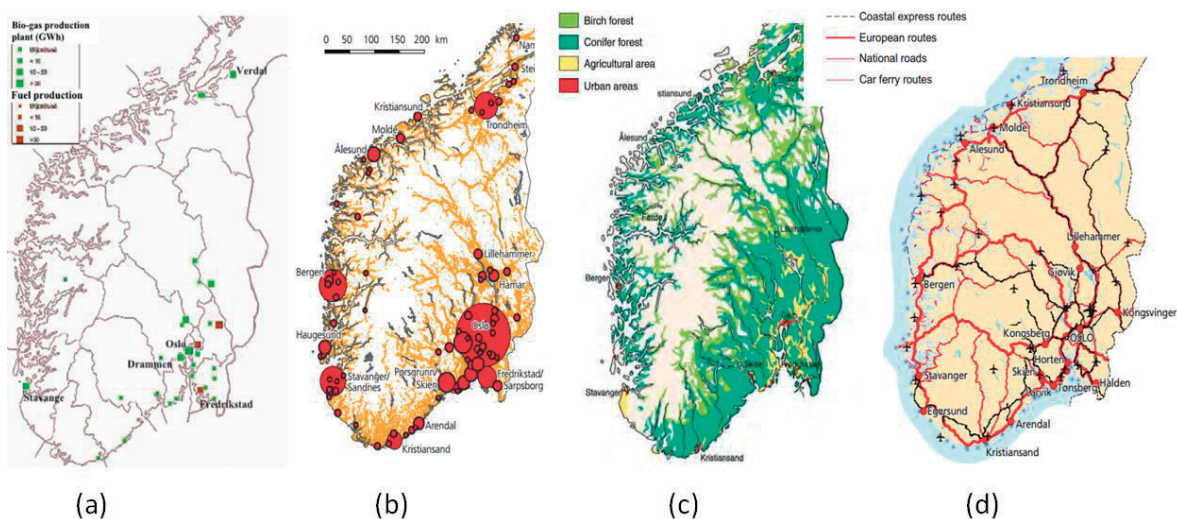 Bio-gas production
plant (GWh)
< 10
10 – 20
Fuel production
< 10
10 – 20
>20
Verdal
Oslo
Drammen
Stavange
Fredrikstad
(a)
0 50 100 150 200
km
Nam
Stei
Kristiansund
Trondheim
Molde
Ålesund
Lillehammer
Bergen
Hamar
Oslo
Haugesund
Porsgrunn/
Skien
Stavanger/
Sandnes
Fredrikstad/
Sarpsborg
Arendal
Kristiansand
(b)
Birch forest
Conifer forest
Agricultural area
Urban areas
istiansund
Ålesund
Bergen
Stavanger
Kristiansand
(c)
Coastal express routes
European routes
National roads
Car ferry routes
Trondheim
Kristiansund
Molde
Ålesund
Lillehammer
Gjøvik
Bergen
Kongsvinger
Kongsberg
OSLO
Horten
Stavanger
Skien
Halden
Tønsberg
Larvik
Egersund
Arendal
Kristiansand
(d)